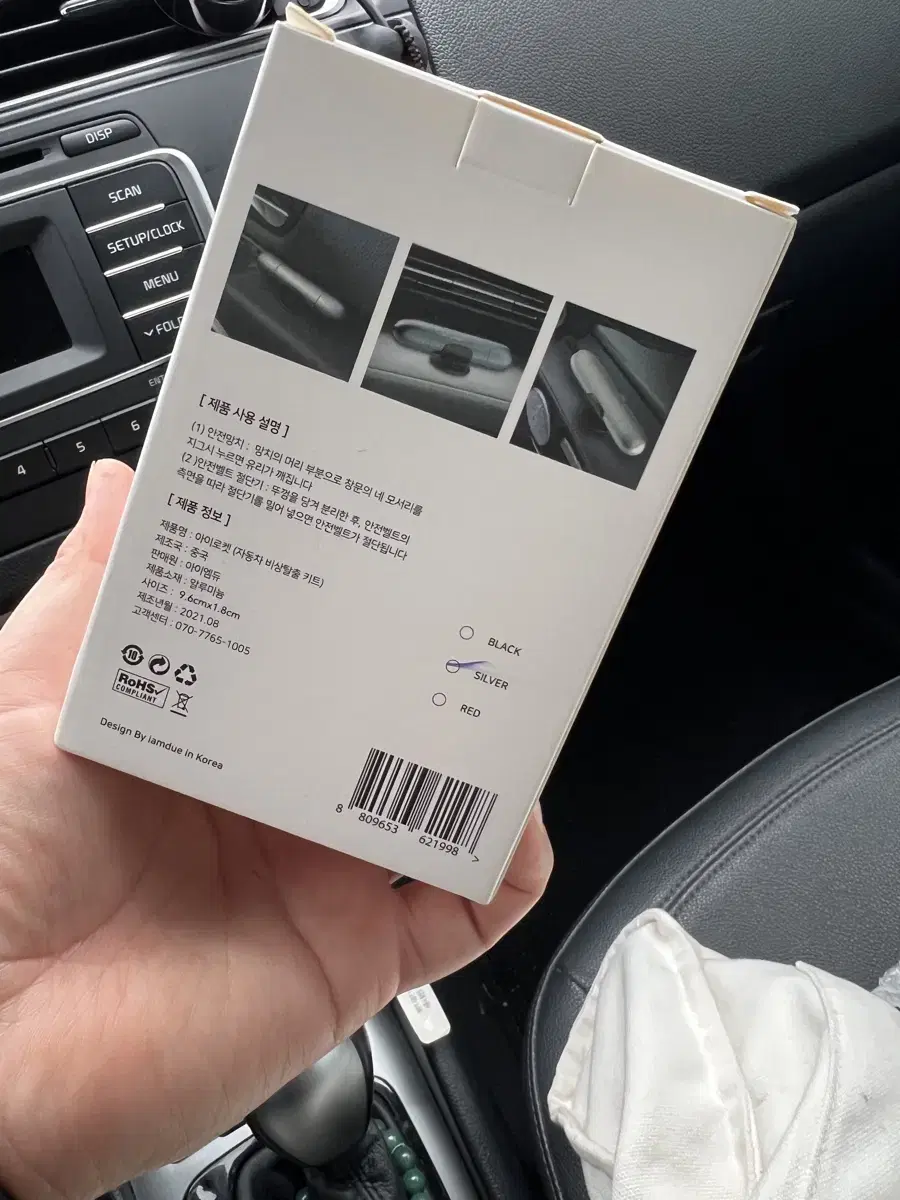 DISP
SCAN
SETUP/CLOCK
MENU
FOLD
ENT
4
5
6
[ 제품 사용 설명 ]
(1) 안전망치 : 망치의 머리 부분으로 창문의 네 모서리를
지그시 누르면 유리가 깨집니다
(2 )안전벨트 절단기 : 뚜껑을 당겨 분리한 후, 안전벨트의
측면을 따라 절단기를 밀어 넣으면 안전벨트가 절단됩니다
[ 제품 정보 ]
제품명 : 아이로켓 (자동차 비상탈출 키트)
제조국 : 중국
판매원 : 아이엠듀
제품소재 : 알루미늄
사이즈 : 9.6cmx1.8cm
제조년월 : 2021.08
고객센터 : 070-7765-1005
BLACK
SILVER
RED
10
RoHS
COMPLIANT
Design By iamdue in Korea
8 809653 621998 7